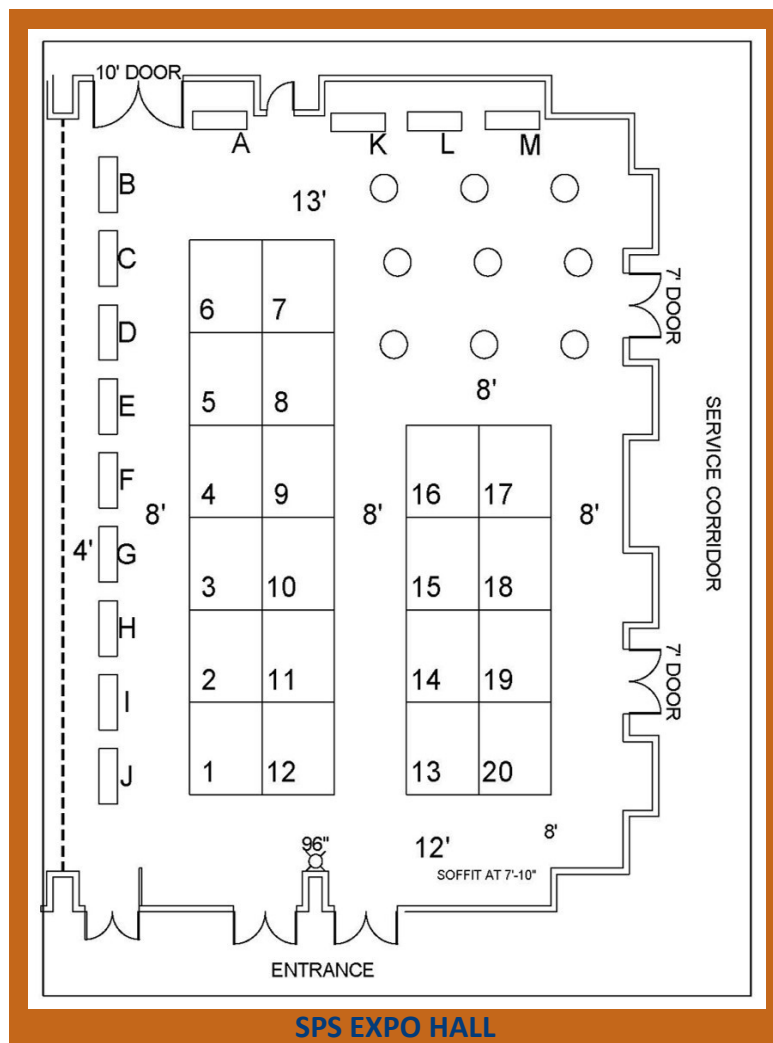 10' DOOR
A
K
L
M
B
13'
C
7' DOOR
6
7
D
5
8
8'
E
SERVICE CORRIDOR
F
4
9
16
17
8'
8'
8'
4'
G
3
10
15
18
H
2
11
14
19
7' DOOR
I
1
12
13
20
J
96"
12'
8'
SOFFIT AT 7'-10"
ENTRANCE
SPS EXPO HALL